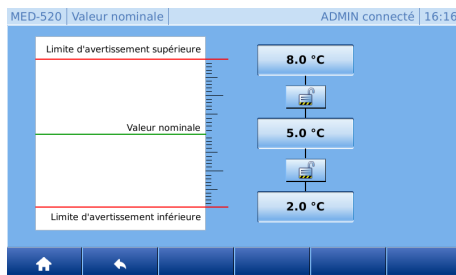 MED-520 Valeur nominale ADMIN connecté 16:16
Limite d'avertissement supérieure
8.0 °C
Valeur nominale
5.0 °C
2.0 °C
Limite d'avertissement inférieure